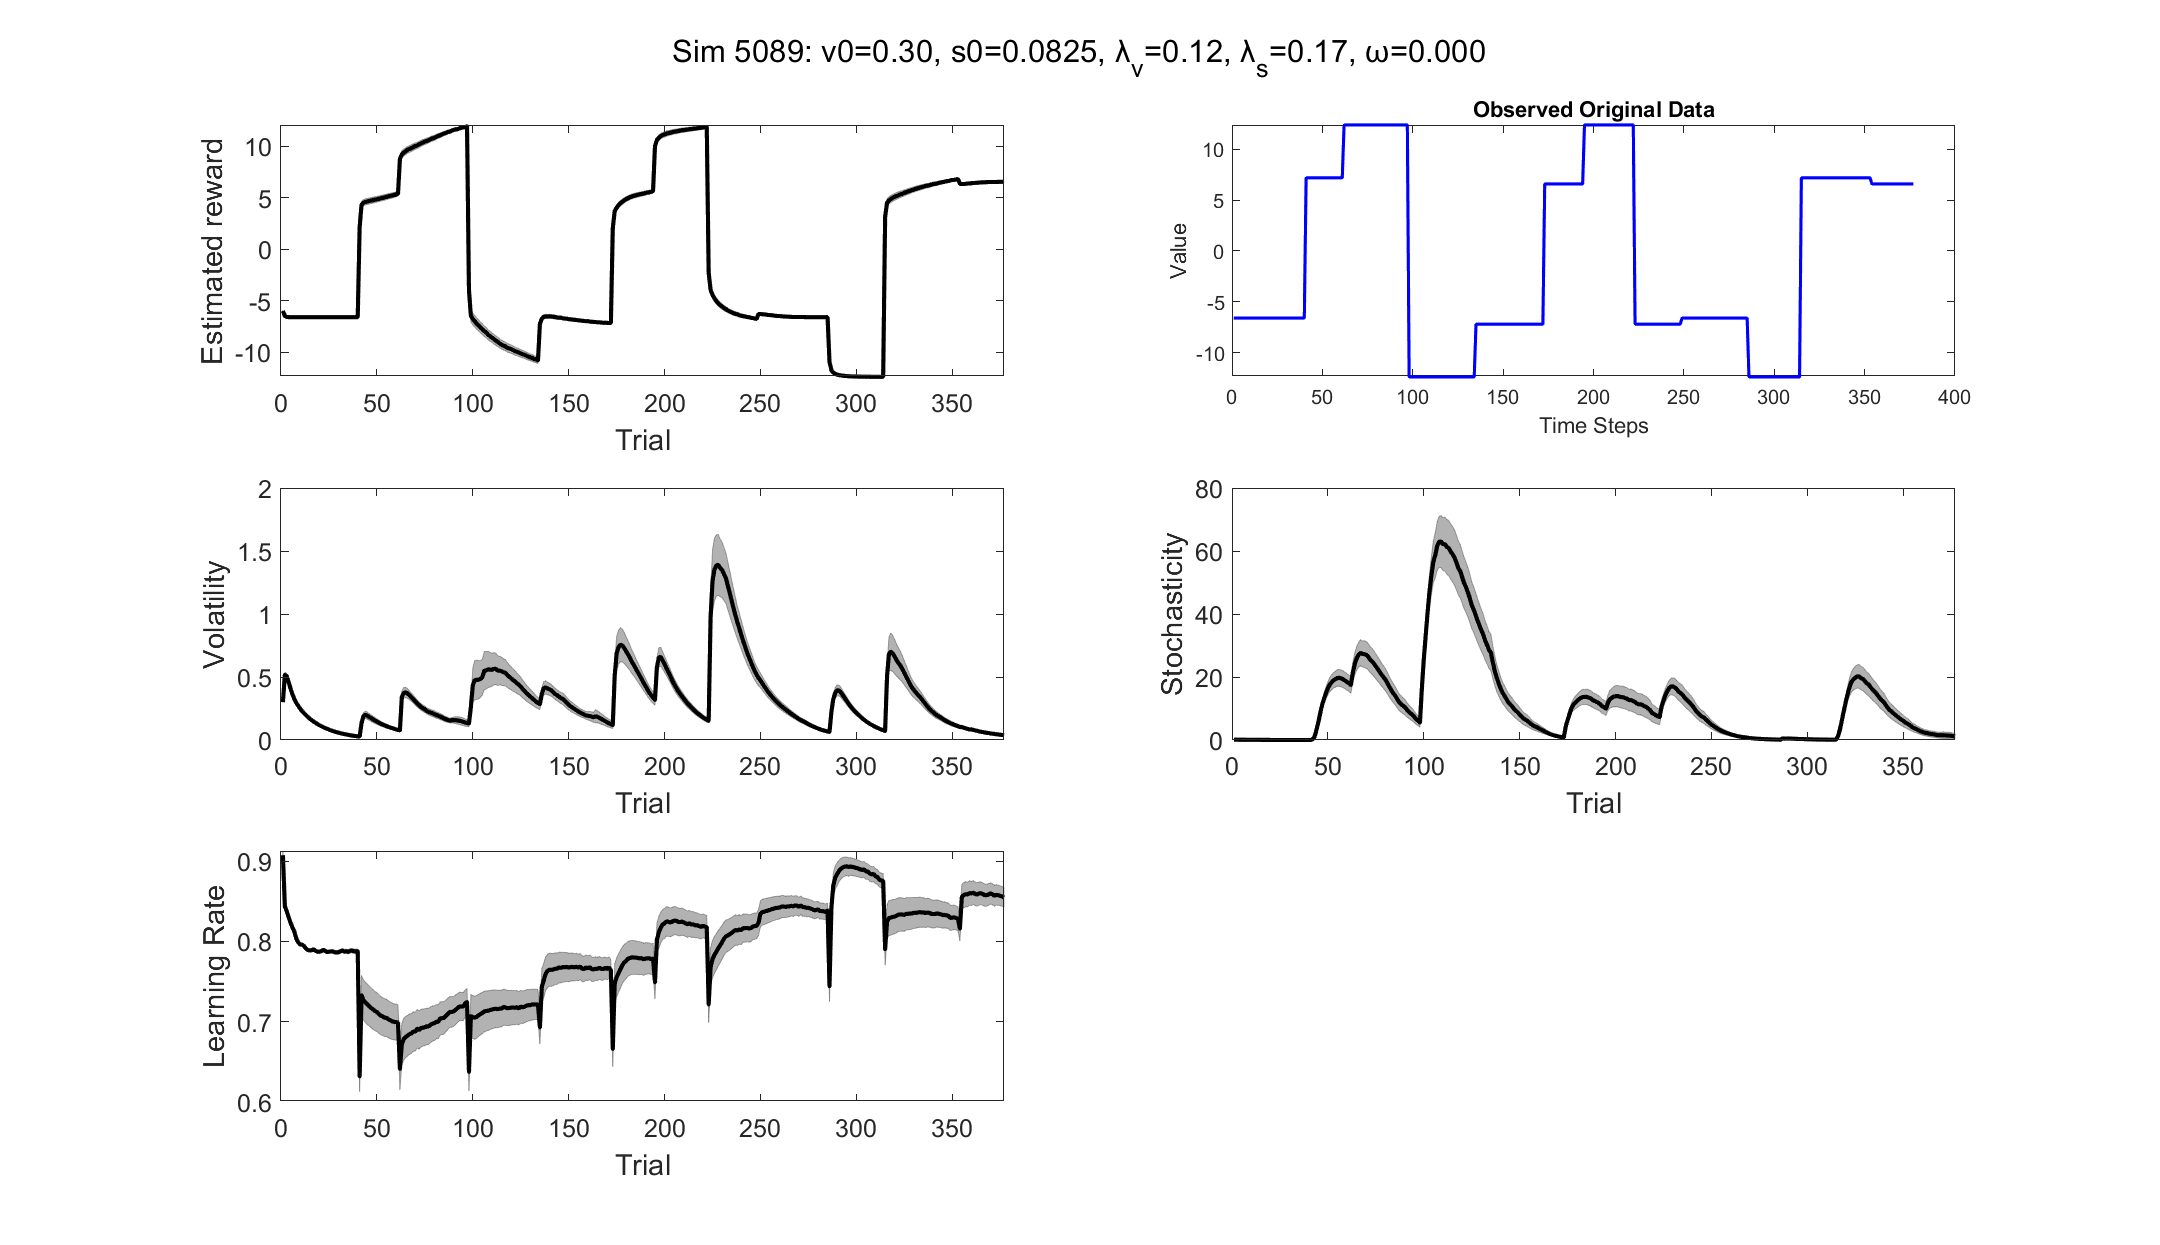 Sim 5089: v0=0.30, s0=0.0825, λ_v=0.12, λ_s=0.17, ω=0.000
Estimated reward
10
5
0
-5
-10
0 50 100 150 200 250 300 350
Trial
Observed Original Data
Value
10
5
0
-5
-10
0 50 100 150 200 250 300 350 400
Time Steps
Volatility
2
1.5
1
0.5
0
0 50 100 150 200 250 300 350
Trial
Stochasticity
80
60
40
20
0
0 50 100 150 200 250 300 350
Trial
Learning Rate
0.9
0.8
0.7
0.6
0 50 100 150 200 250 300 350
Trial